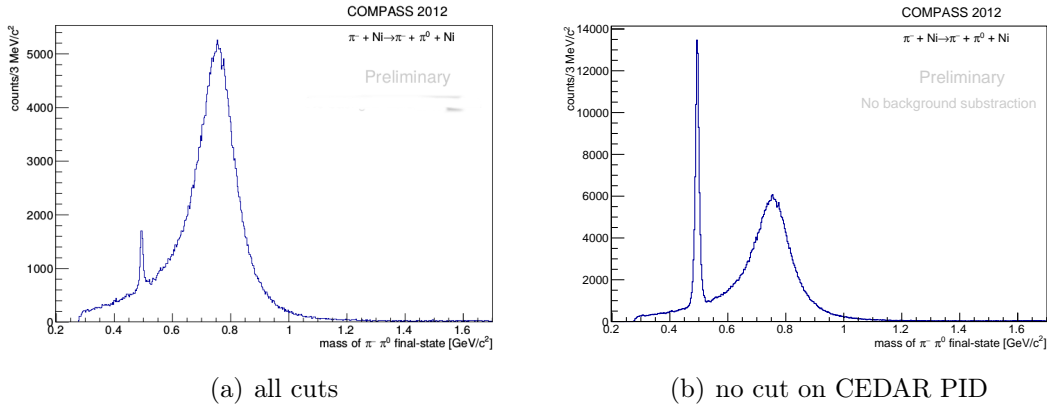 COMPASS 2012
π⁻ + Ni→π⁻ + π⁰ + Ni
Preliminary
counts/3 MeV/c²
5000
4000
3000
2000
1000
0
0.2 0.4 0.6 0.8 1 1.2 1.4 1.6
mass of π⁻ π⁰ final-state [GeV/c²]
(a) all cuts
COMPASS 2012
π⁻ + Ni→π⁻ + π⁰ + Ni
Preliminary
No background substraction
counts/3 MeV/c²
14000
12000
10000
8000
6000
4000
2000
0
0.2 0.4 0.6 0.8 1 1.2 1.4 1.6
mass of π⁻ π⁰ final-state [GeV/c²]
(b) no cut on CEDAR PID